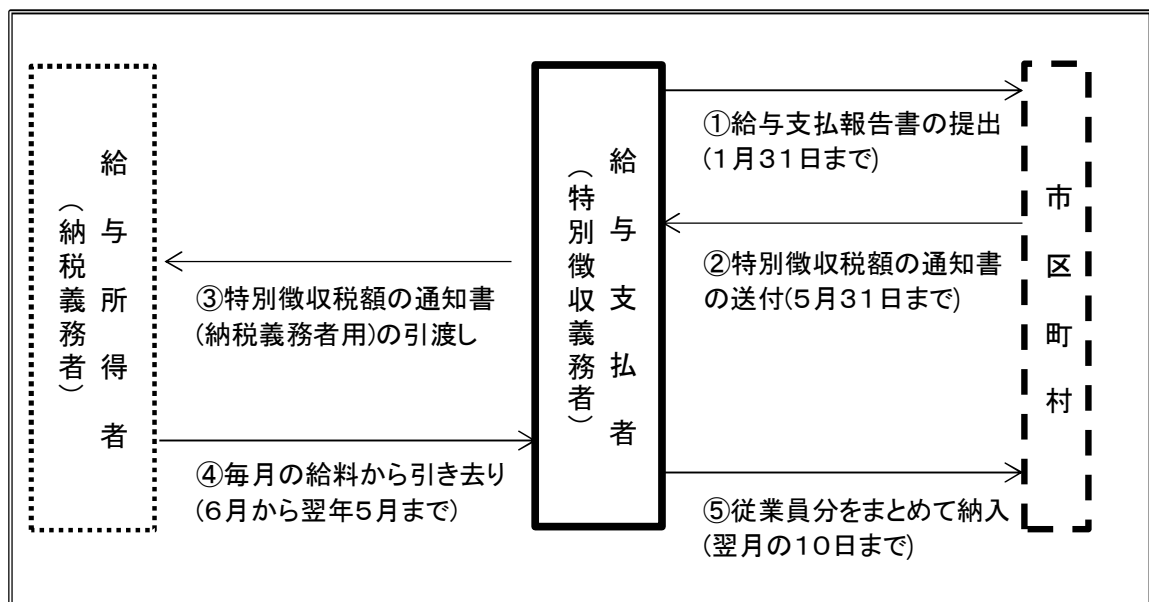 給与所得者
(納税義務者)
給与支払者
(特別徴収義務者)
市区町村
①給与支払報告書の提出
(1月31日まで)
②特別徴収税額の通知書
の送付(5月31日まで)
③特別徴収税額の通知書
(納税義務者用)の引渡し
④毎月の給料から引き去り
(6月から翌年5月まで)
⑤従業員分をまとめて納入
(翌月の10日まで)